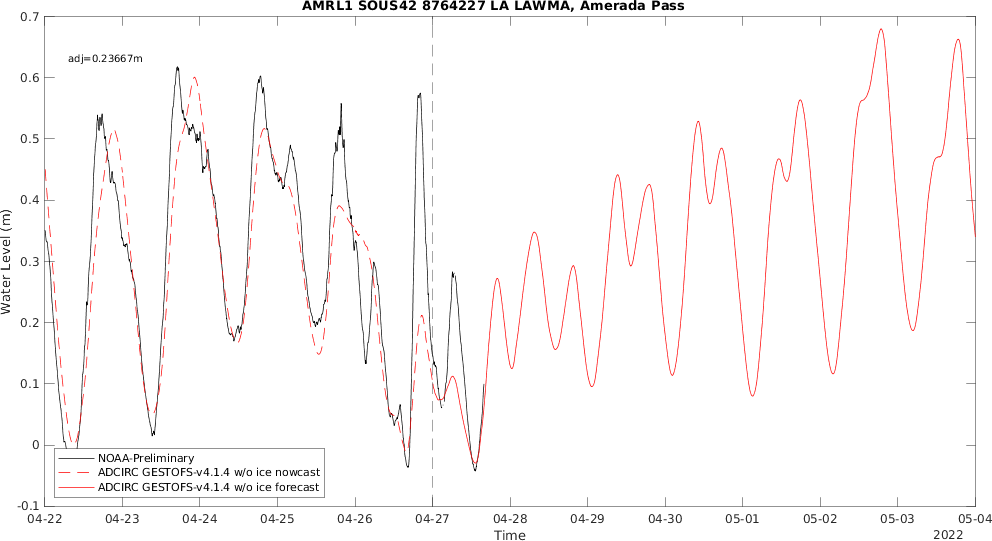 AMRL1 SOUS42 8764227 LA LAWMA, Amerada Pass
adj=0.23667m
Water Level (m)
0.7
0.6
0.5
0.4
0.3
0.2
0.1
0
-0.1
NOAA-Preliminary
ADCIRC GESTOFS-v4.1.4 w/o ice nowcast
ADCIRC GESTOFS-v4.1.4 w/o ice forecast
04-22 04-23 04-24 04-25 04-26 04-27 04-28 04-29 04-30 05-01 05-02 05-03 05-04
Time
2022